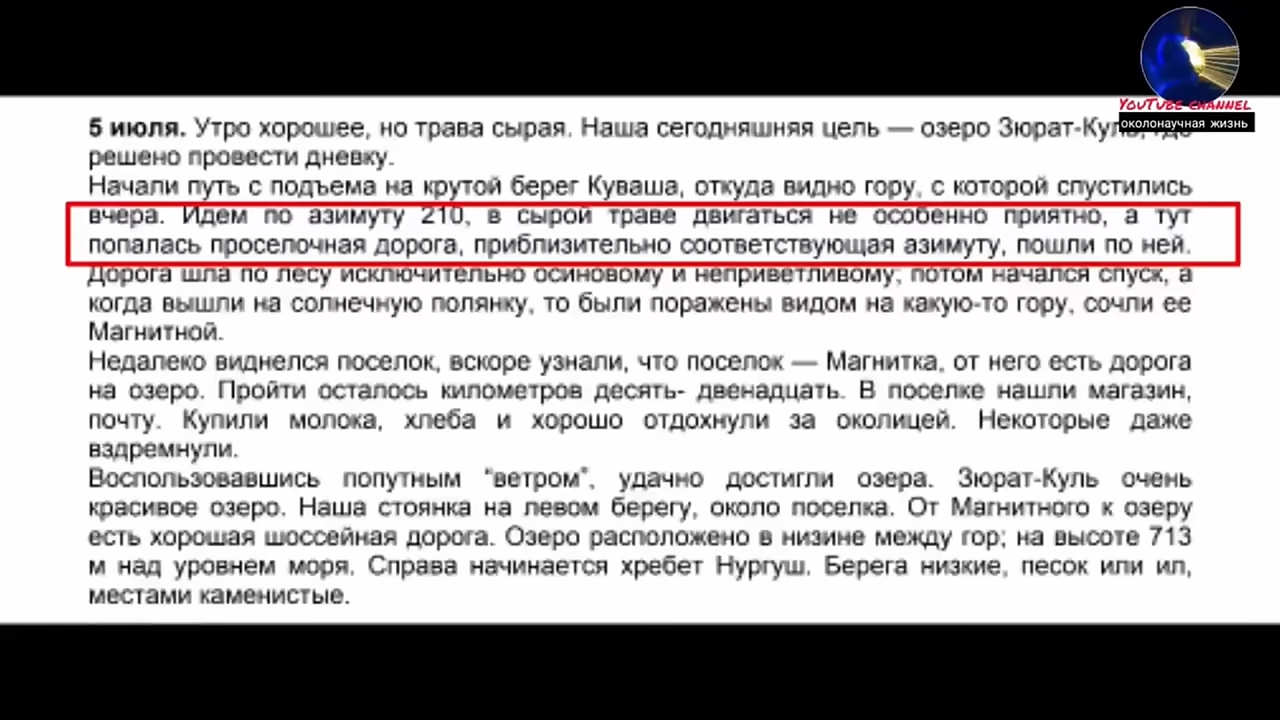 YouTube channel
околонаучная жизнь
5 июля. Утро хорошее, но трава сырая. Наша сегодняшняя цель — озеро Зюрат-Куль, где
решено провести дневку.
Начали путь с подъема на крутой берег Куваша, откуда видно гору, с которой спустились
вчера. Идем по азимуту 210, в сырой траве двигаться не особенно приятно, а тут
попалась проселочная дорога, приблизительно соответствующая азимуту, пошли по ней.
Дорога шла по лесу исключительно осиновому и неприветливому; потом начался спуск, а
когда вышли на солнечную полянку, то были поражены видом на какую-то гору, сочли ее
Магнитной.
Недалеко виднелся поселок, вскоре узнали, что поселок — Магнитка, от него есть дорога
на озеро. Пройти осталось километров десять- двенадцать. В поселке нашли магазин,
почту. Купили молока, хлеба и хорошо отдохнули за околицей. Некоторые даже
вздремнули.
Воспользовавшись попутным “ветром”, удачно достигли озера. Зюрат-Куль очень
красивое озеро. Наша стоянка на левом берегу, около поселка. От Магнитного к озеру
есть хорошая шоссейная дорога. Озеро расположено в низине между гор; на высоте 713
м над уровнем моря. Справа начинается хребет Нургуш. Берега низкие, песок или ил,
местами каменистые.